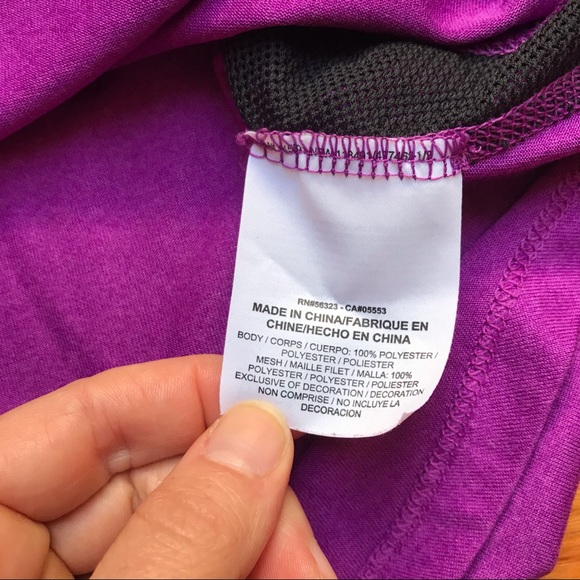 RN#56323 - CA#05553
MADE IN CHINA/FABRIQUE EN
CHINE/HECHO EN CHINA
BODY / CORPS / CUERPO: 100% POLYESTER /
POLYESTER / POLIESTER
MESH / MAILLE FILET / MALLA: 100%
POLYESTER / POLYESTER / POLIESTER
EXCLUSIVE OF DECORATION / DECORATION
NON COMPRISE / NO INCLUYE LA
DECORACION